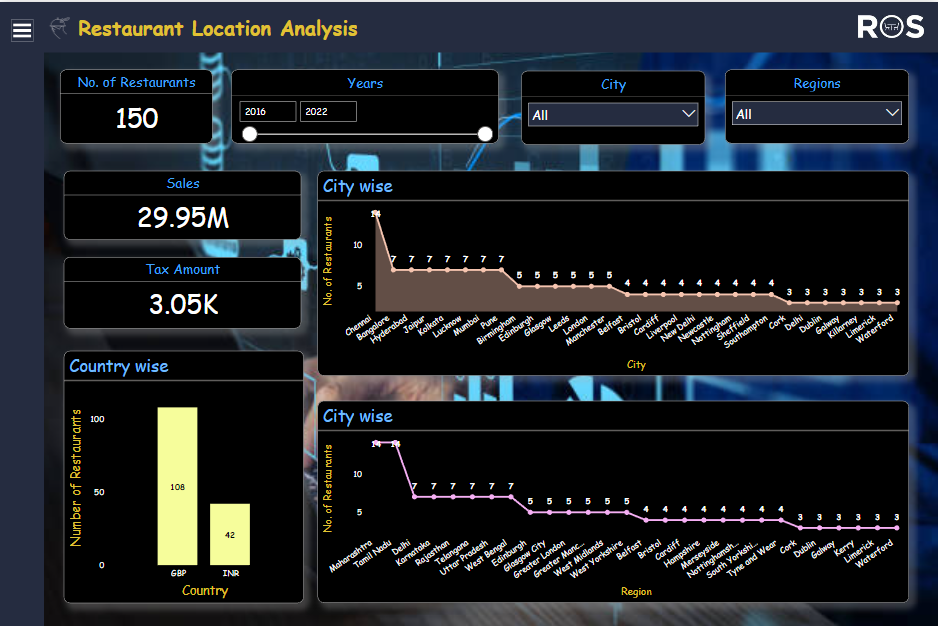 Restaurant Location Analysis
ROS
No. of Restaurants
150
Years
2016 2022
City
All
Regions
All
Sales
29.95M
Tax Amount
3.05K
Country wise
Number of Restaurants
100
50
0
108
42
GBP INR
Country
City wise
No. of Restaurants
10
5
14 7 7 7 7 7 7 7 5 5 5 5 5 5 4 4 4 4 4 4 4 4 4 3 3 3 3 3 3 3
Chennai Bangalore Hyderabad Jaipur Kolkata Lucknow Mumbai Pune Birmingham Edinburgh Glasgow Leeds London Manchester Belfast Bristol Cardiff Liverpool New Delhi Newcastle Nottingham Sheffield Southampton Cork Delhi Dublin Galway Killarney Limerick Waterford
City
City wise
No. of Restaurants
10
5
14 14 7 7 7 7 7 7 5 5 5 5 5 5 4 4 4 4 4 4 4 4 3 3 3 3 3 3
Maharashtra Tamil Nadu Delhi Karnataka Rajasthan Telangana Uttar Pradesh West Bengal Edinburgh Glasgow City Greater London Greater Manc... West Midlands West Yorkshire Belfast Bristol Cardiff Hampshire Merseyside Nottinghamsh... South Yorkshi... Tyne and Wear Cork Dublin Galway Kerry Limerick Waterford
Region